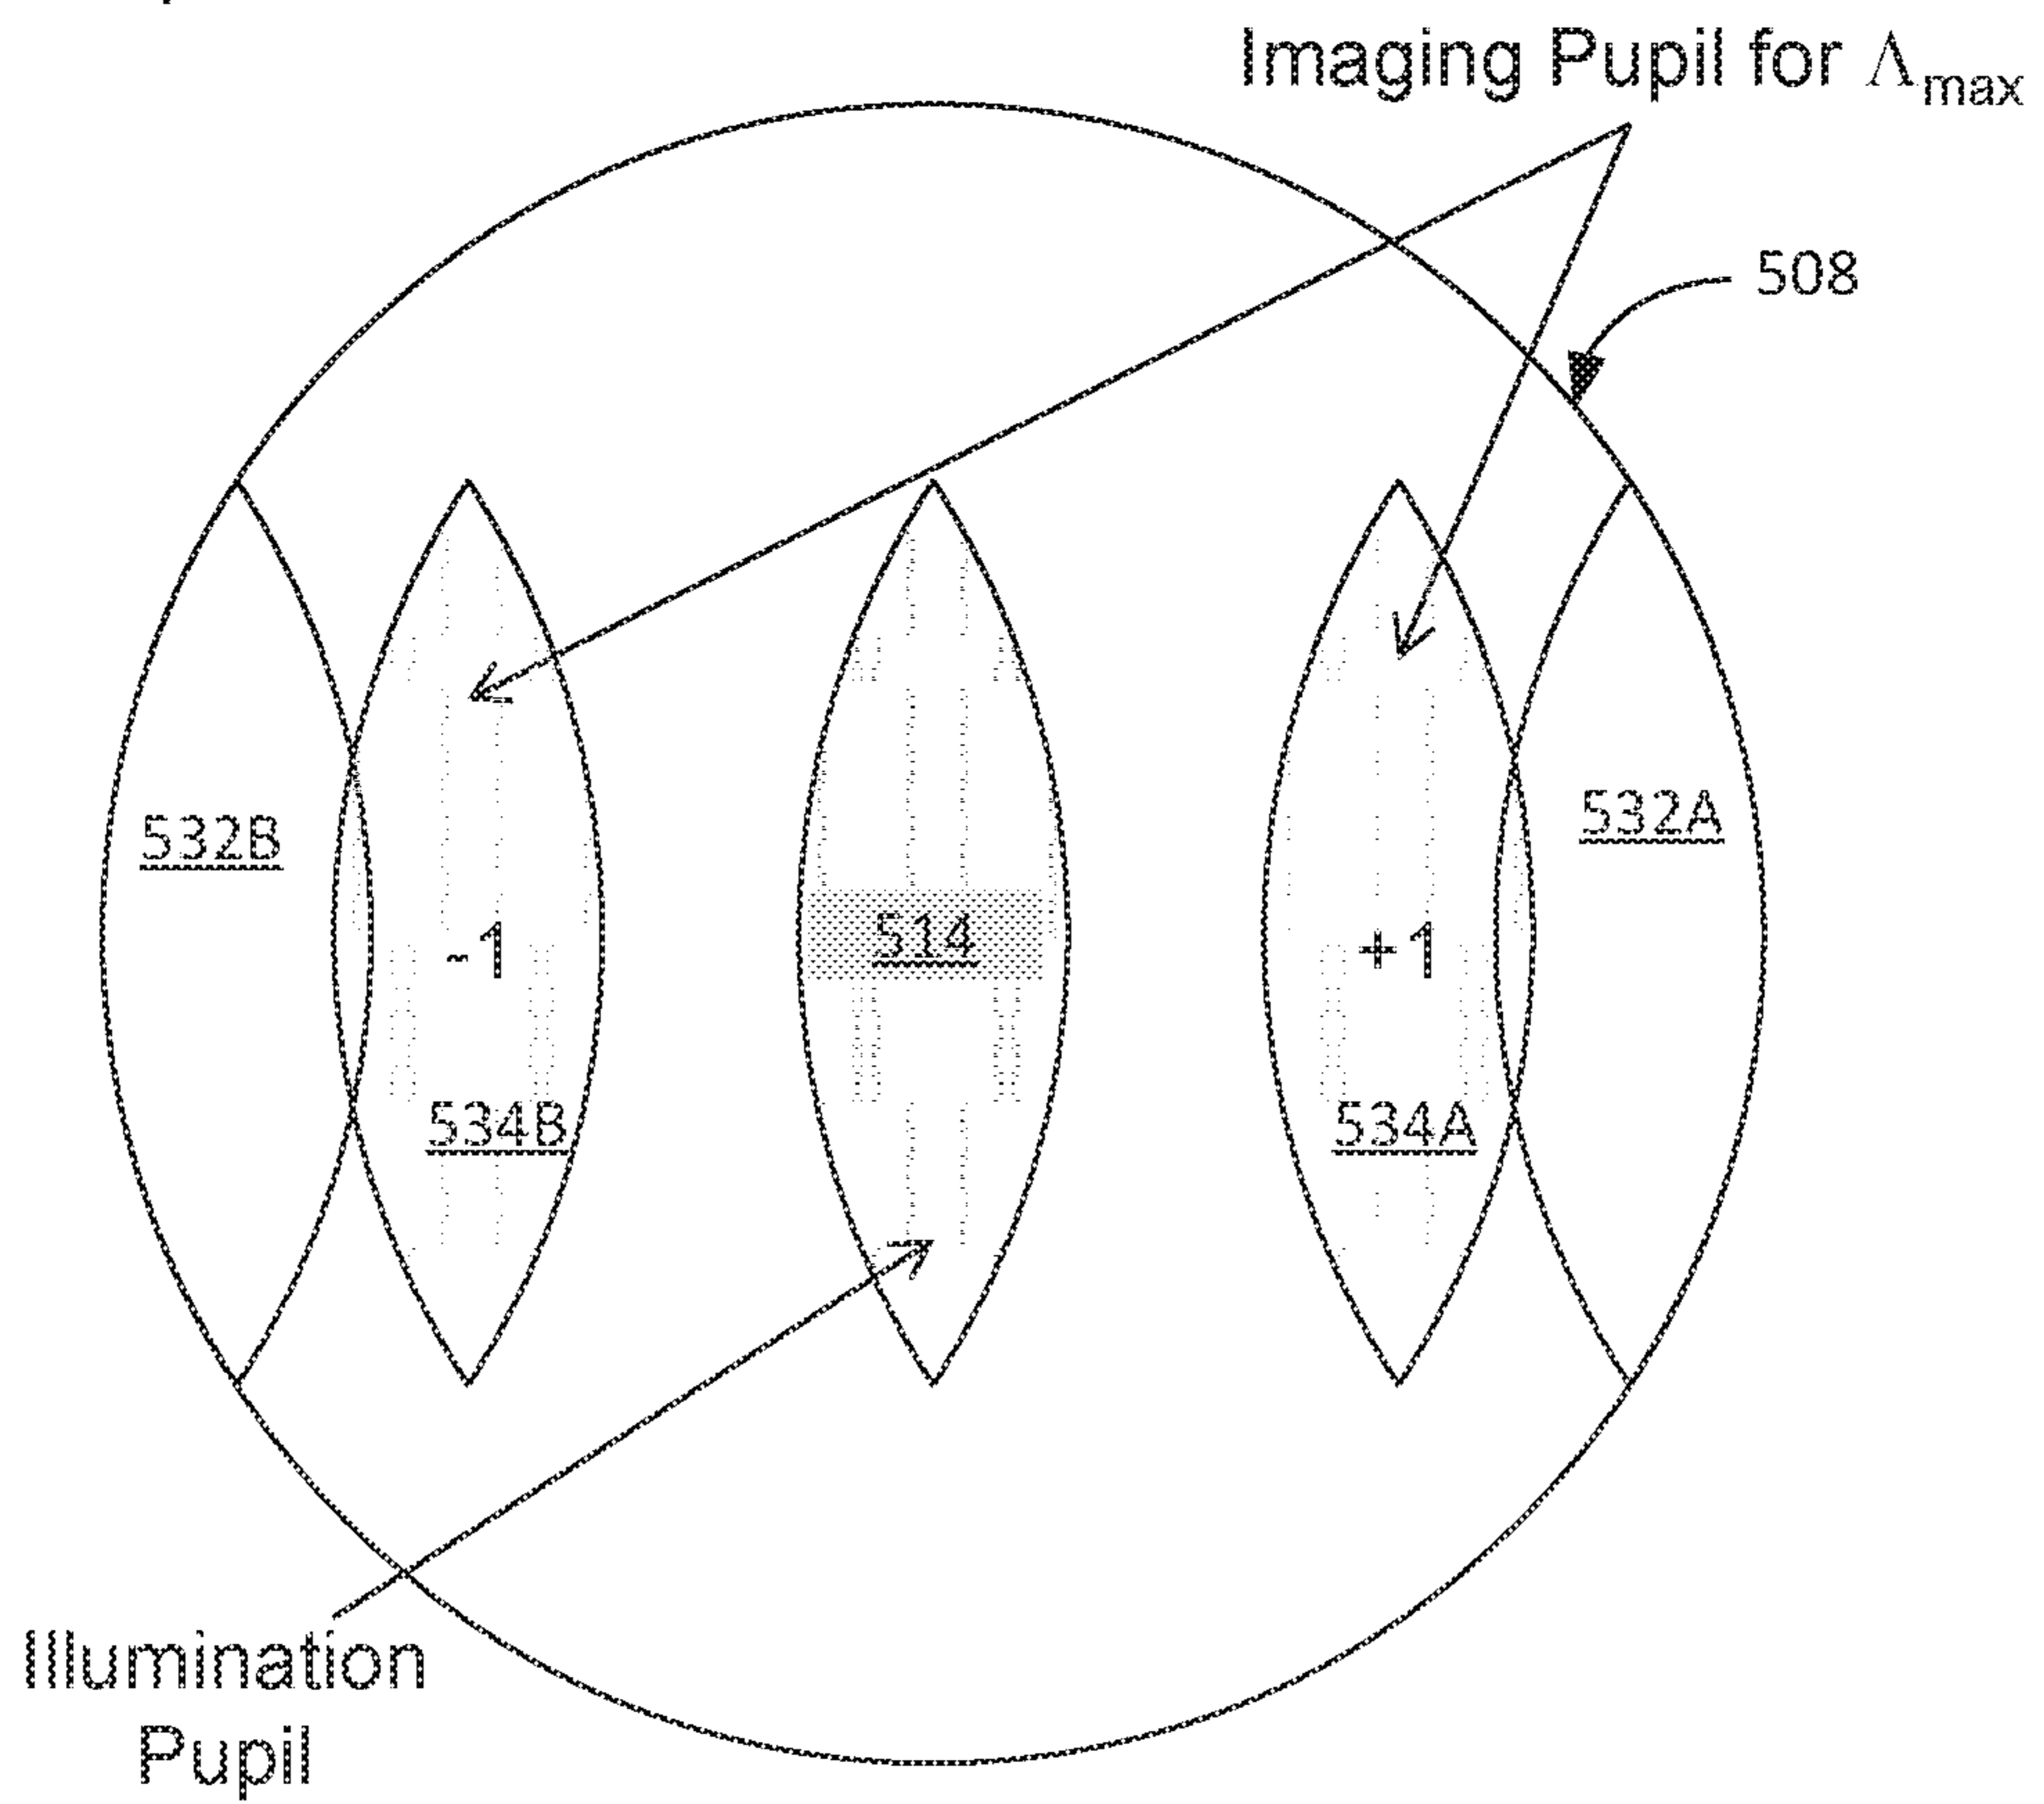 Imaging Pupil for Λmax
508
532B
532A
514
-1
+1
534B
534A
Illumination
Pupil